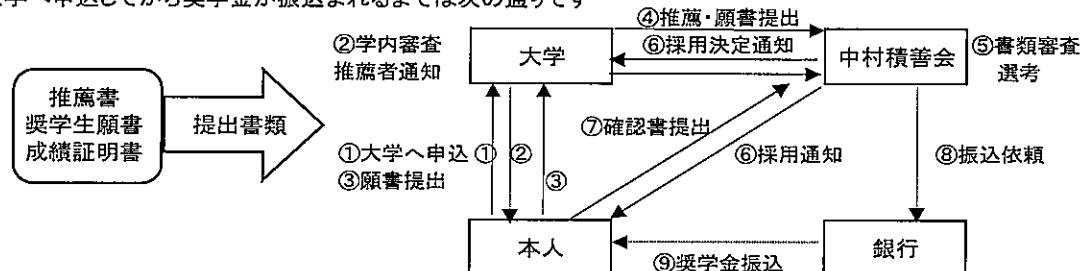 学へ申込してから奨学金が振込まれるまでは次の通りです
④推薦・願書提出
②学内審査
推薦者通知
大学
⑥採用決定通知
中村積善会
⑤書類審査
選考
推薦書
奨学生願書
成績証明書
提出書類
①大学へ申込
③願書提出
①
②
③
⑦確認書提出
⑥採用通知
⑧振込依頼
本人
銀行
⑨奨学金振込